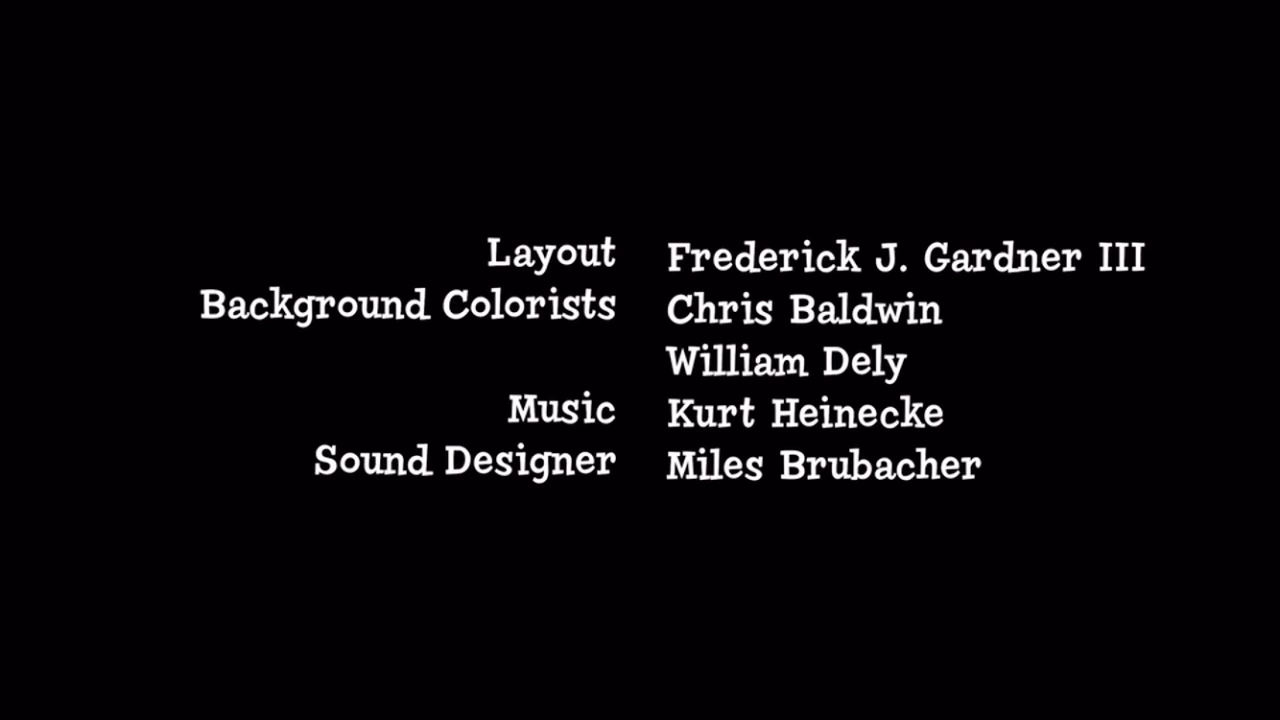 Layout Frederick J. Gardner III
Background Colorists Chris Baldwin
William Dely
Music Kurt Heinecke
Sound Designer Miles Brubacher